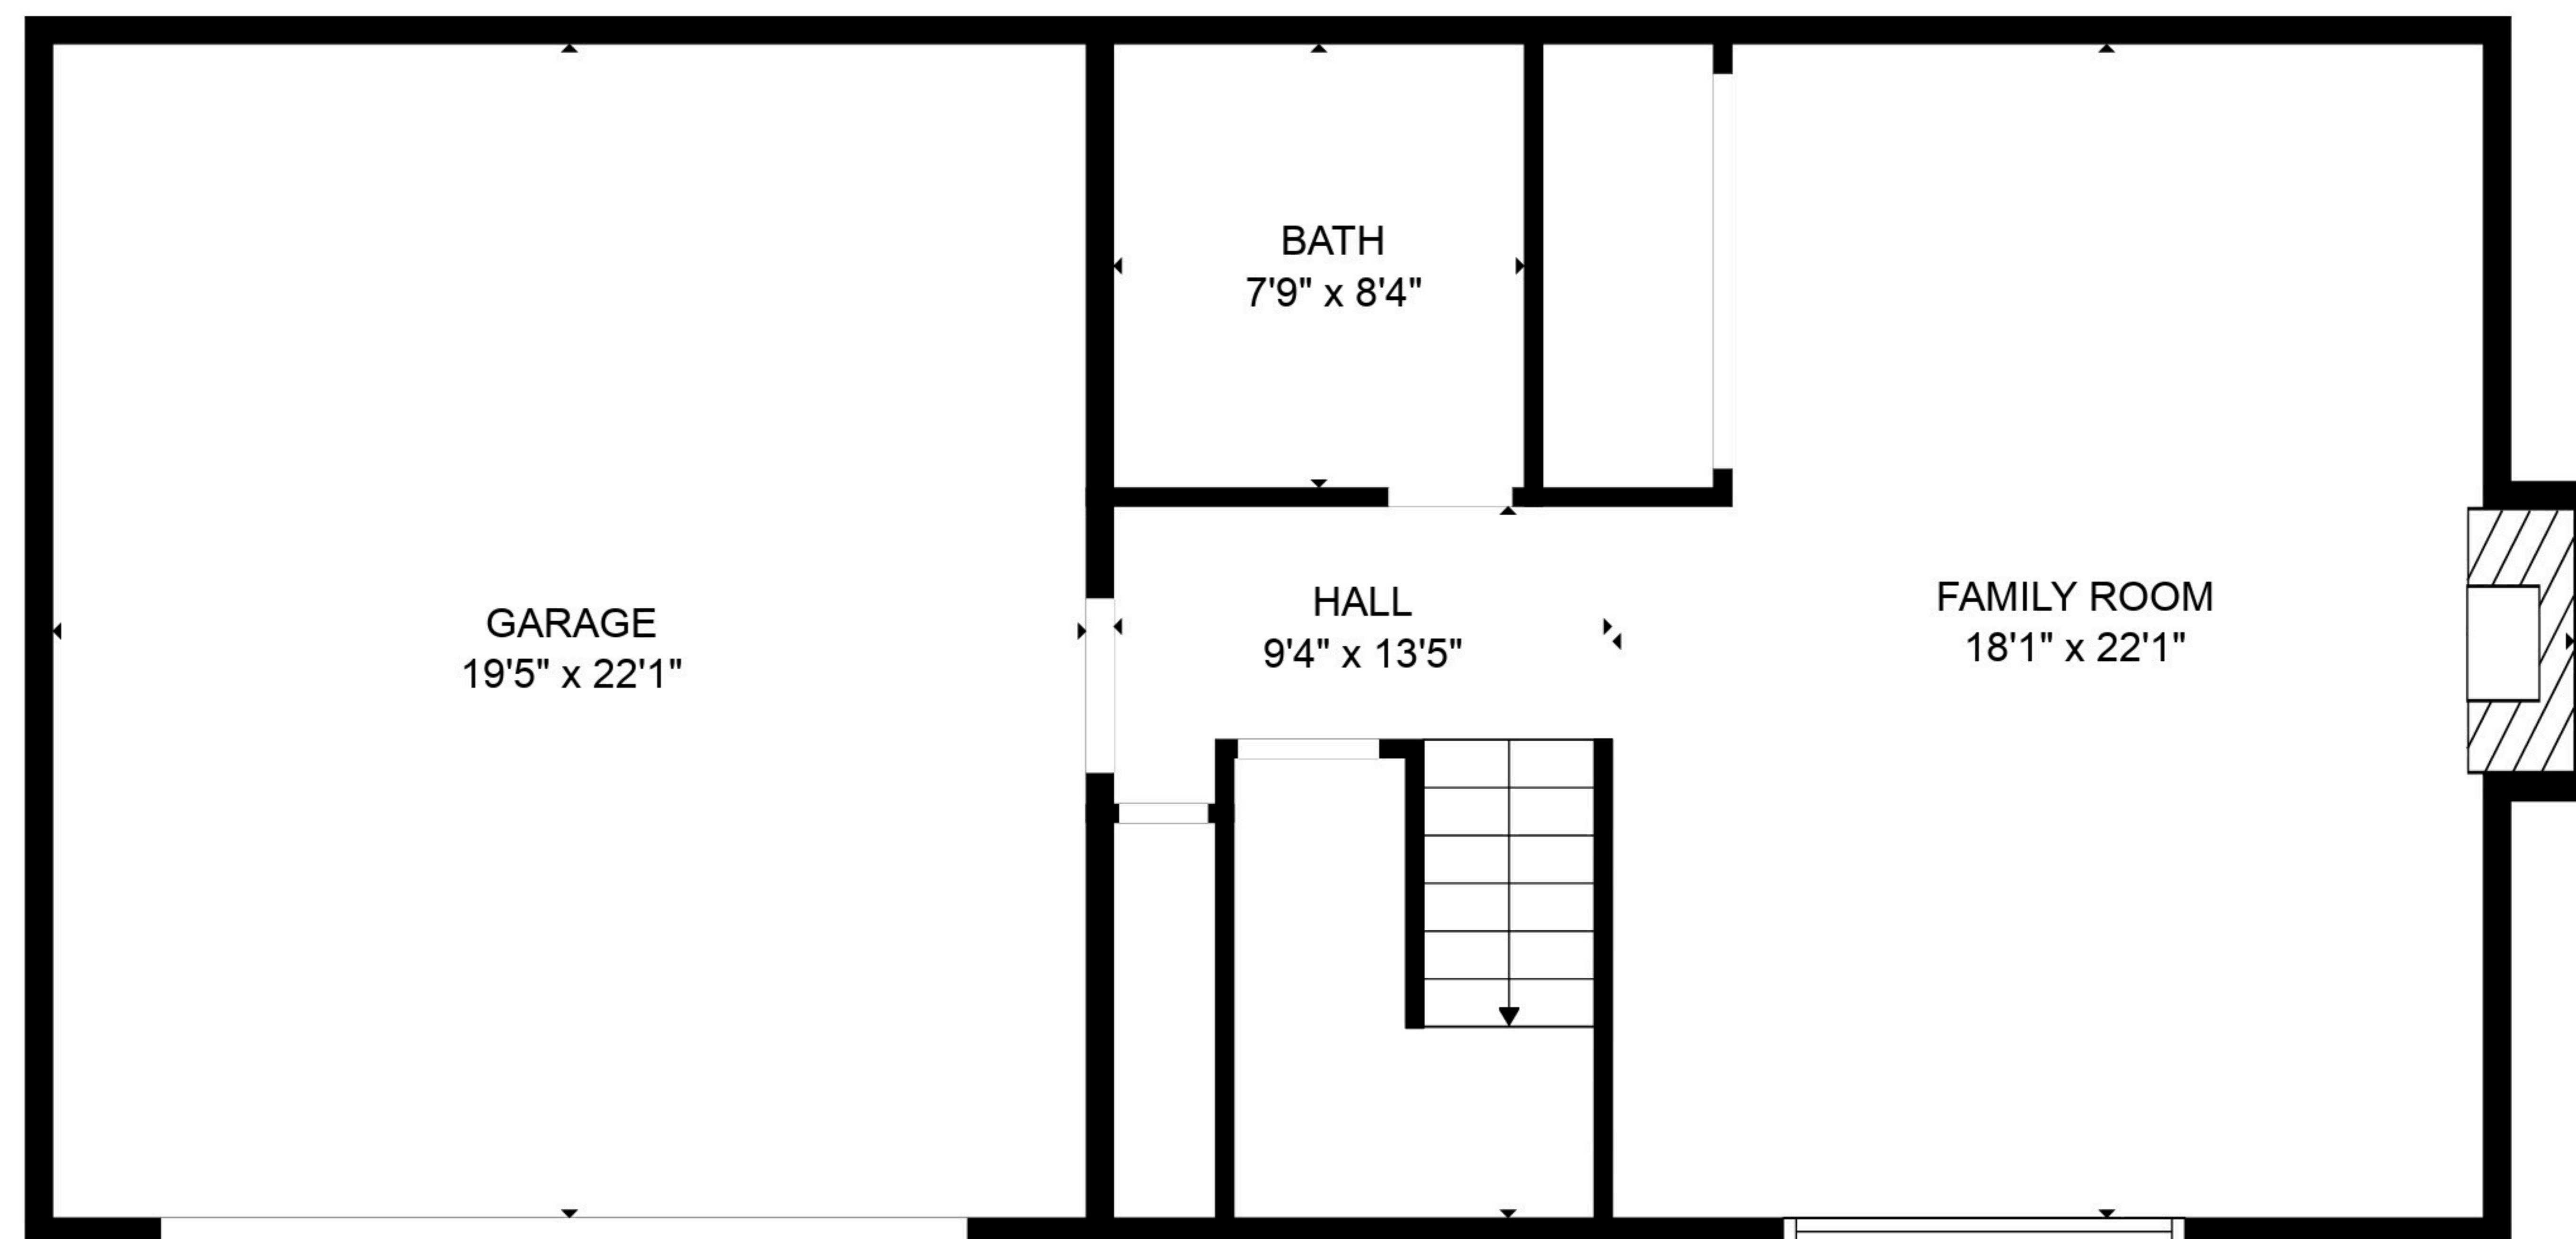 BATH
7'9" x 8'4"
GARAGE
19'5" x 22'1"
HALL
9'4" x 13'5"
FAMILY ROOM
18'1" x 22'1"